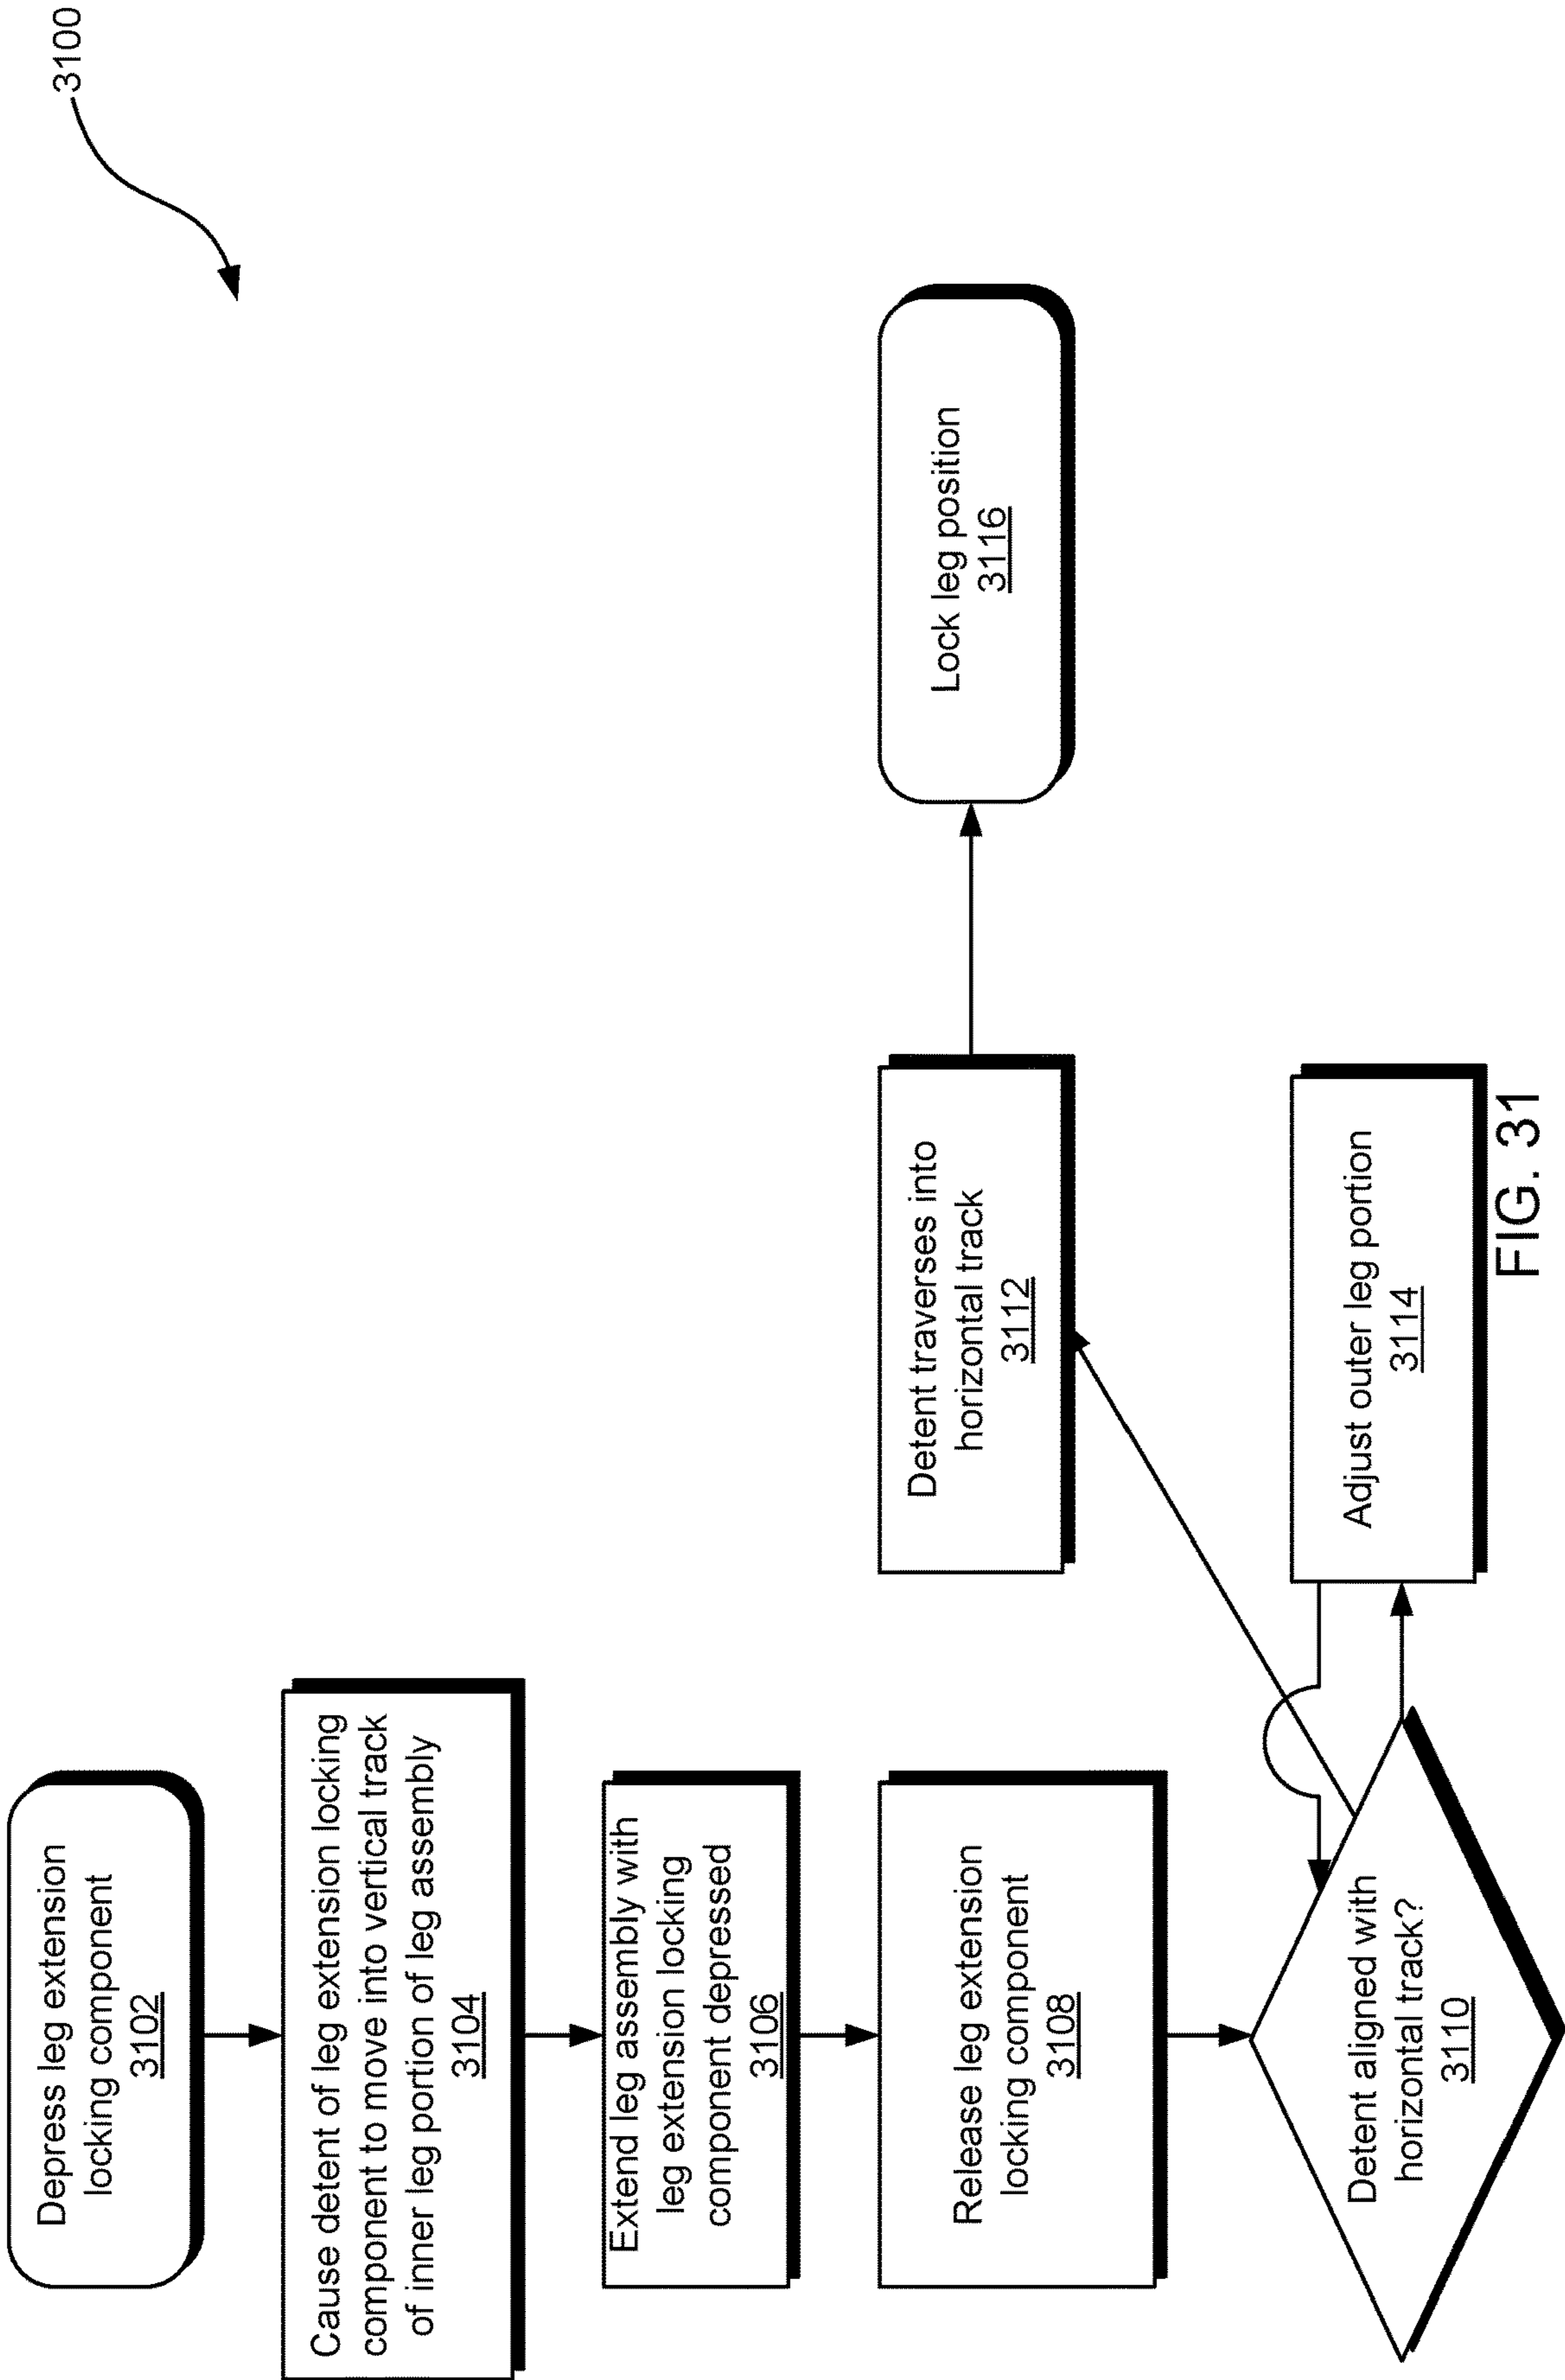 3100
Depress leg extension
locking component
3102
Cause detent of leg extension locking
component to move into vertical track
of inner leg portion of leg assembly
3104
Extend leg assembly with
leg extension locking
component depressed
3106
Release leg extension
locking component
3108
Detent aligned with
horizontal track?
3110
Detent traverses into
horizontal track
3112
Adjust outer leg portion
3114
Lock leg position
3116
FIG. 31